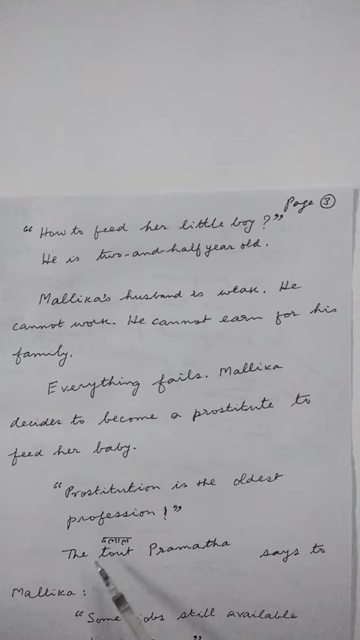 Page ③
"How to feed her little boy?"
He is two-and-half year old.
Mallika's husband is weak. He
cannot work. He cannot earn for his
family.
Everything fails. Mallika
decides to become a prostitute to
feed her baby.
"Prostitution is the oldest
profession!"
দালাল
The tout Pramatha says to
Mallika:
"Some jobs still available